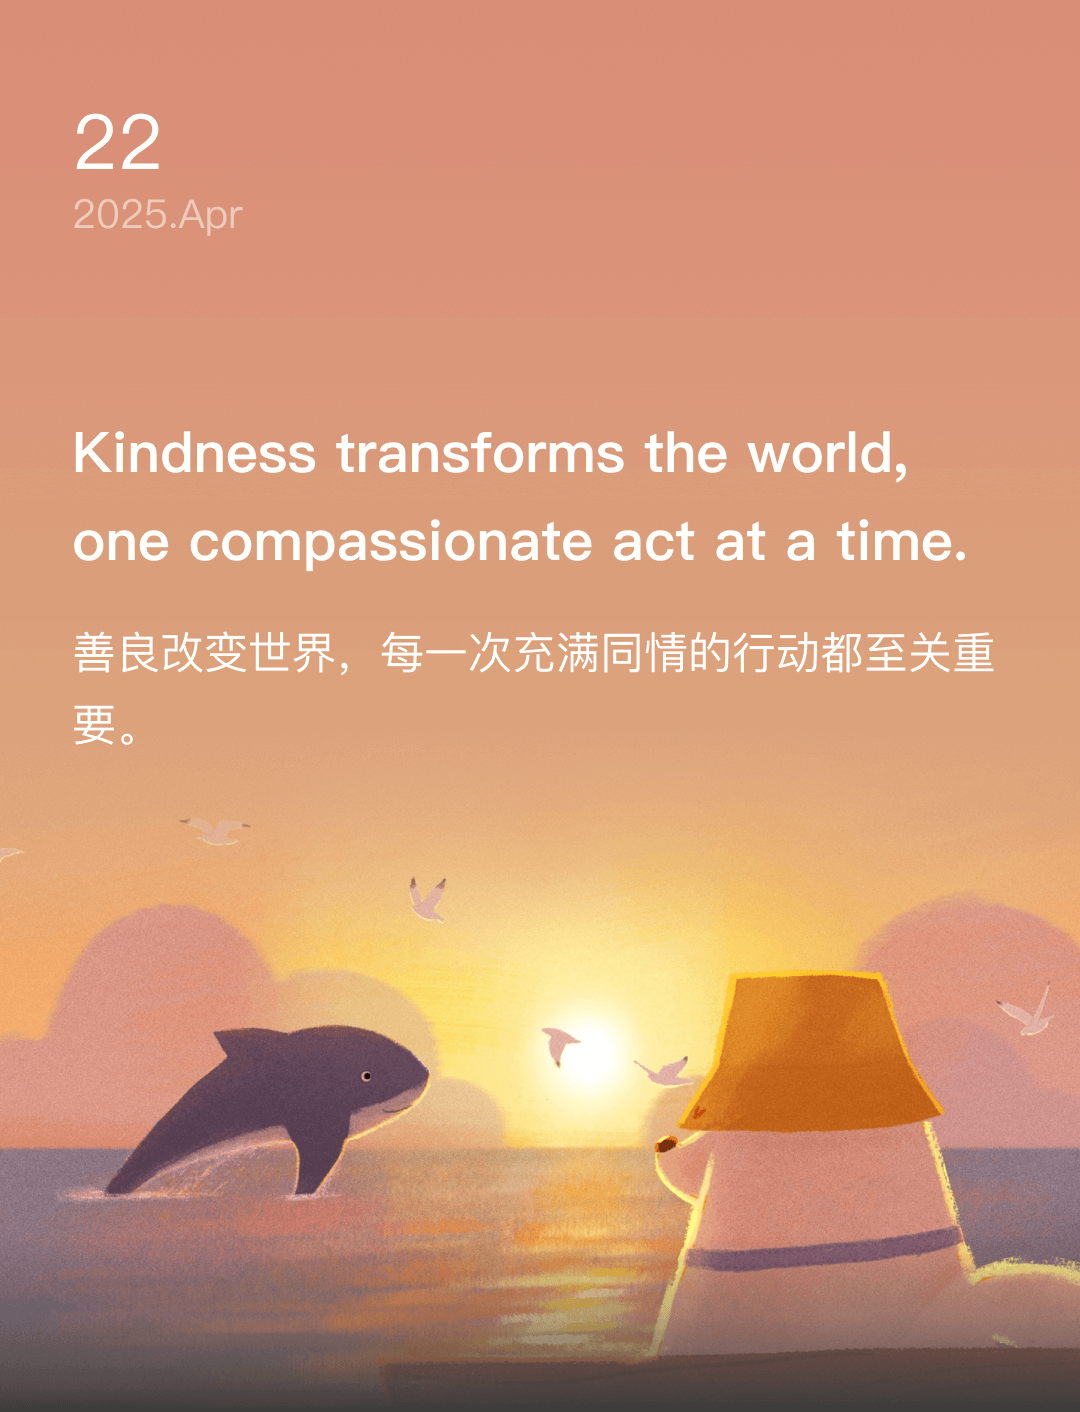 22
2025.Apr
Kindness transforms the world,
one compassionate act at a time.
善良改变世界，每一次充满同情的行动都至关重
要。